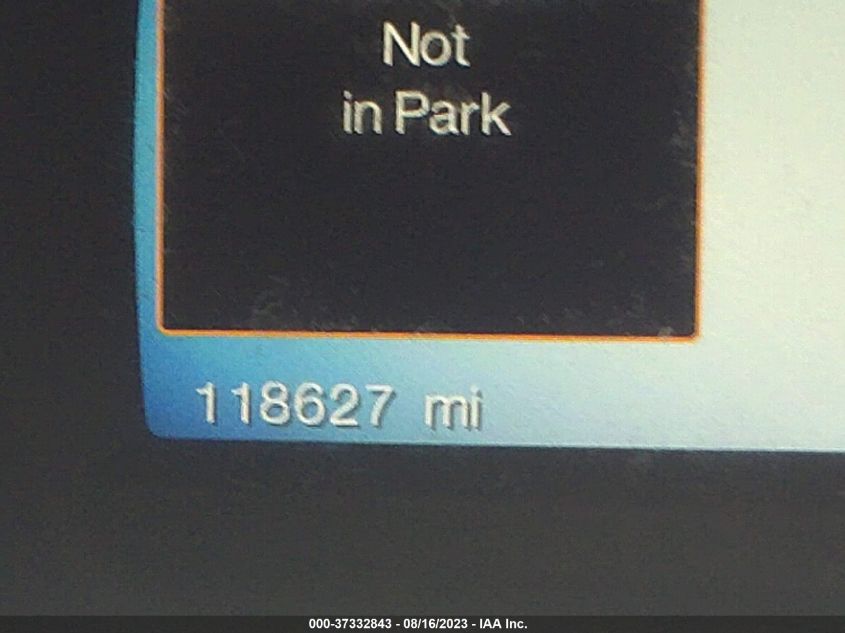 Not
in Park
118627 mi
000-37332843 - 08/16/2023 - IAA Inc.